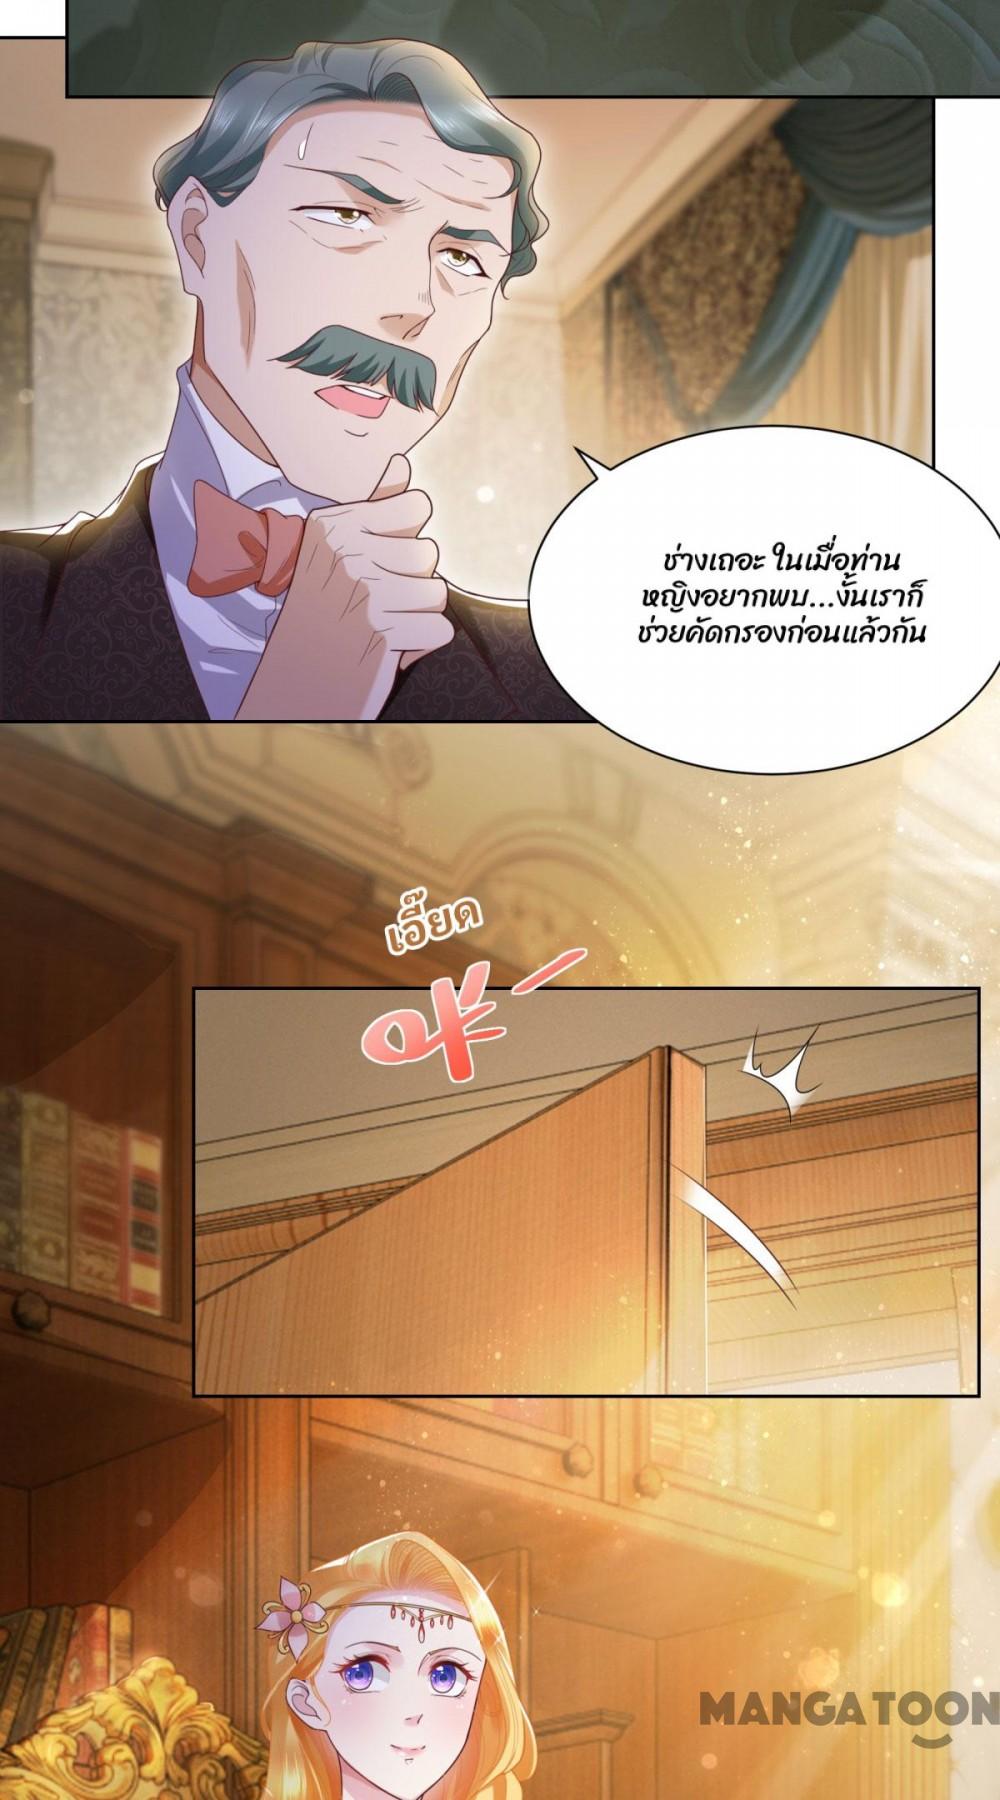 ช่างเถอะ ในเมื่อท่าน
หญิงอยากพบ...งั้นเราก็
ช่วยคัดกรองก่อนแล้วกัน
เอี๊ยด
咔
MANGATOON